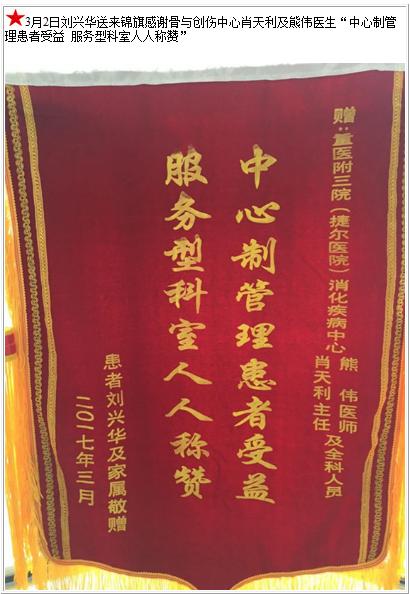 ★3月2日刘兴华送来锦旗感谢骨与创伤中心肖天利及熊伟医生“中心制管
理患者受益 服务型科室人人称赞”
赠：重医附三院（捷尔医院）消化疾病中心 熊 伟医师
肖天利主任 及全科人员
中心制管理患者受益
服务型科室人人称赞
患者刘兴华及家属敬赠
二〇一七年三月